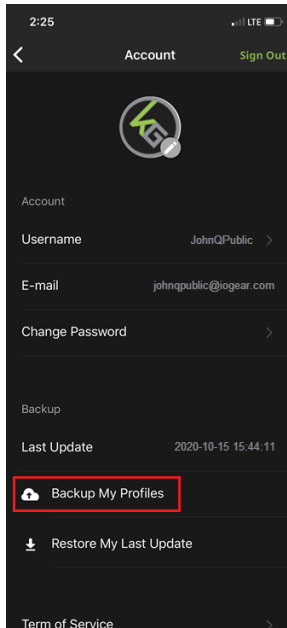 2:25 LTE
Account Sign Out
Account
Username JohnQPublic
E-mail johnqpublic@iogear.com
Change Password
Backup
Last Update 2020-10-15 15:44:11
Backup My Profiles
Restore My Last Update
Term of Service